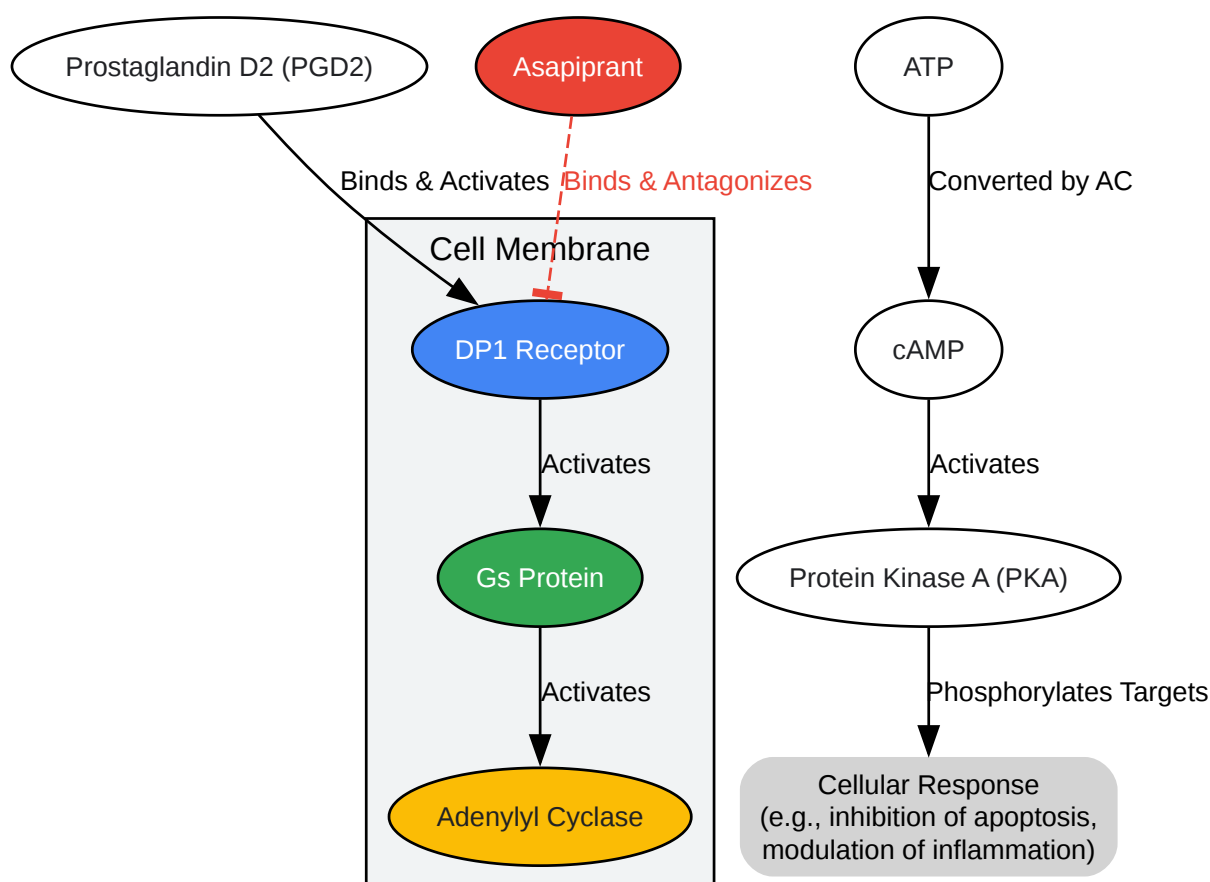 Prostaglandin D2 (PGD2)
Asapiprant
ATP
Binds & Activates
Binds & Antagonizes
Converted by AC
Cell Membrane
DP1 Receptor
cAMP
Activates
Activates
Gs Protein
Protein Kinase A (PKA)
Activates
Phosphorylates Targets
Adenylyl Cyclase
Cellular Response
(e.g., inhibition of apoptosis,
modulation of inflammation)